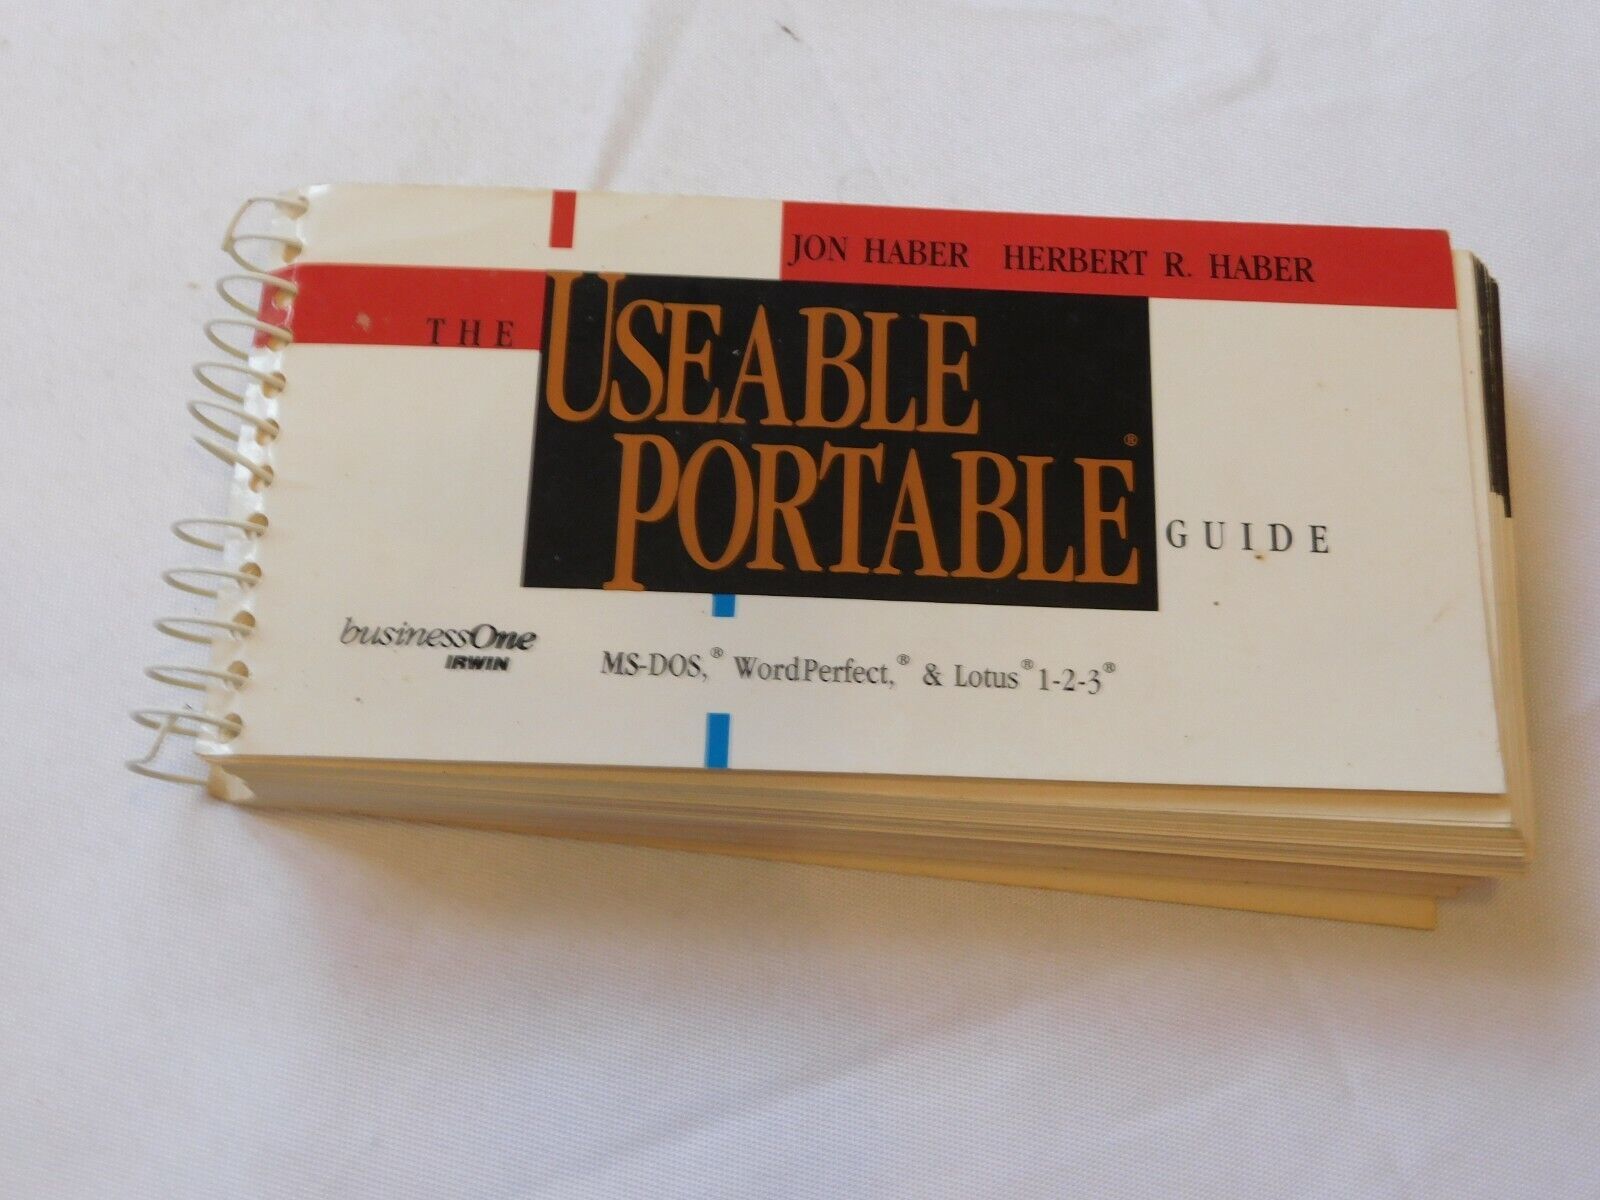 JON HABER HERBERT R. HABER
THE USEABLE
PORTABLE® GUIDE
businessOne
IRWIN
MS-DOS,® WordPerfect,® & Lotus® 1-2-3®